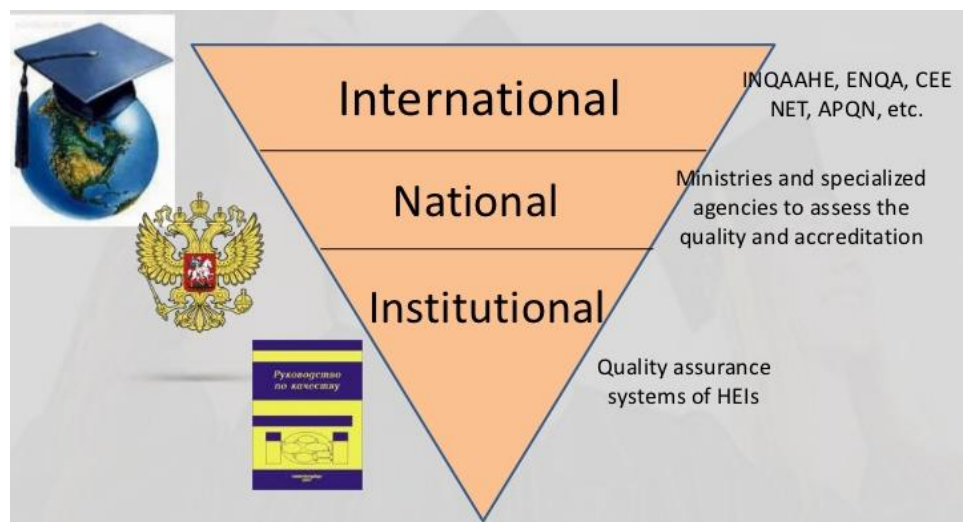 International
INQAAHE, ENQA, CEE
NET, APQN, etc.
National
Ministries and specialized
agencies to assess the
quality and accreditation
Institutional
Руководство
по качеству
Quality assurance
systems of HEIs